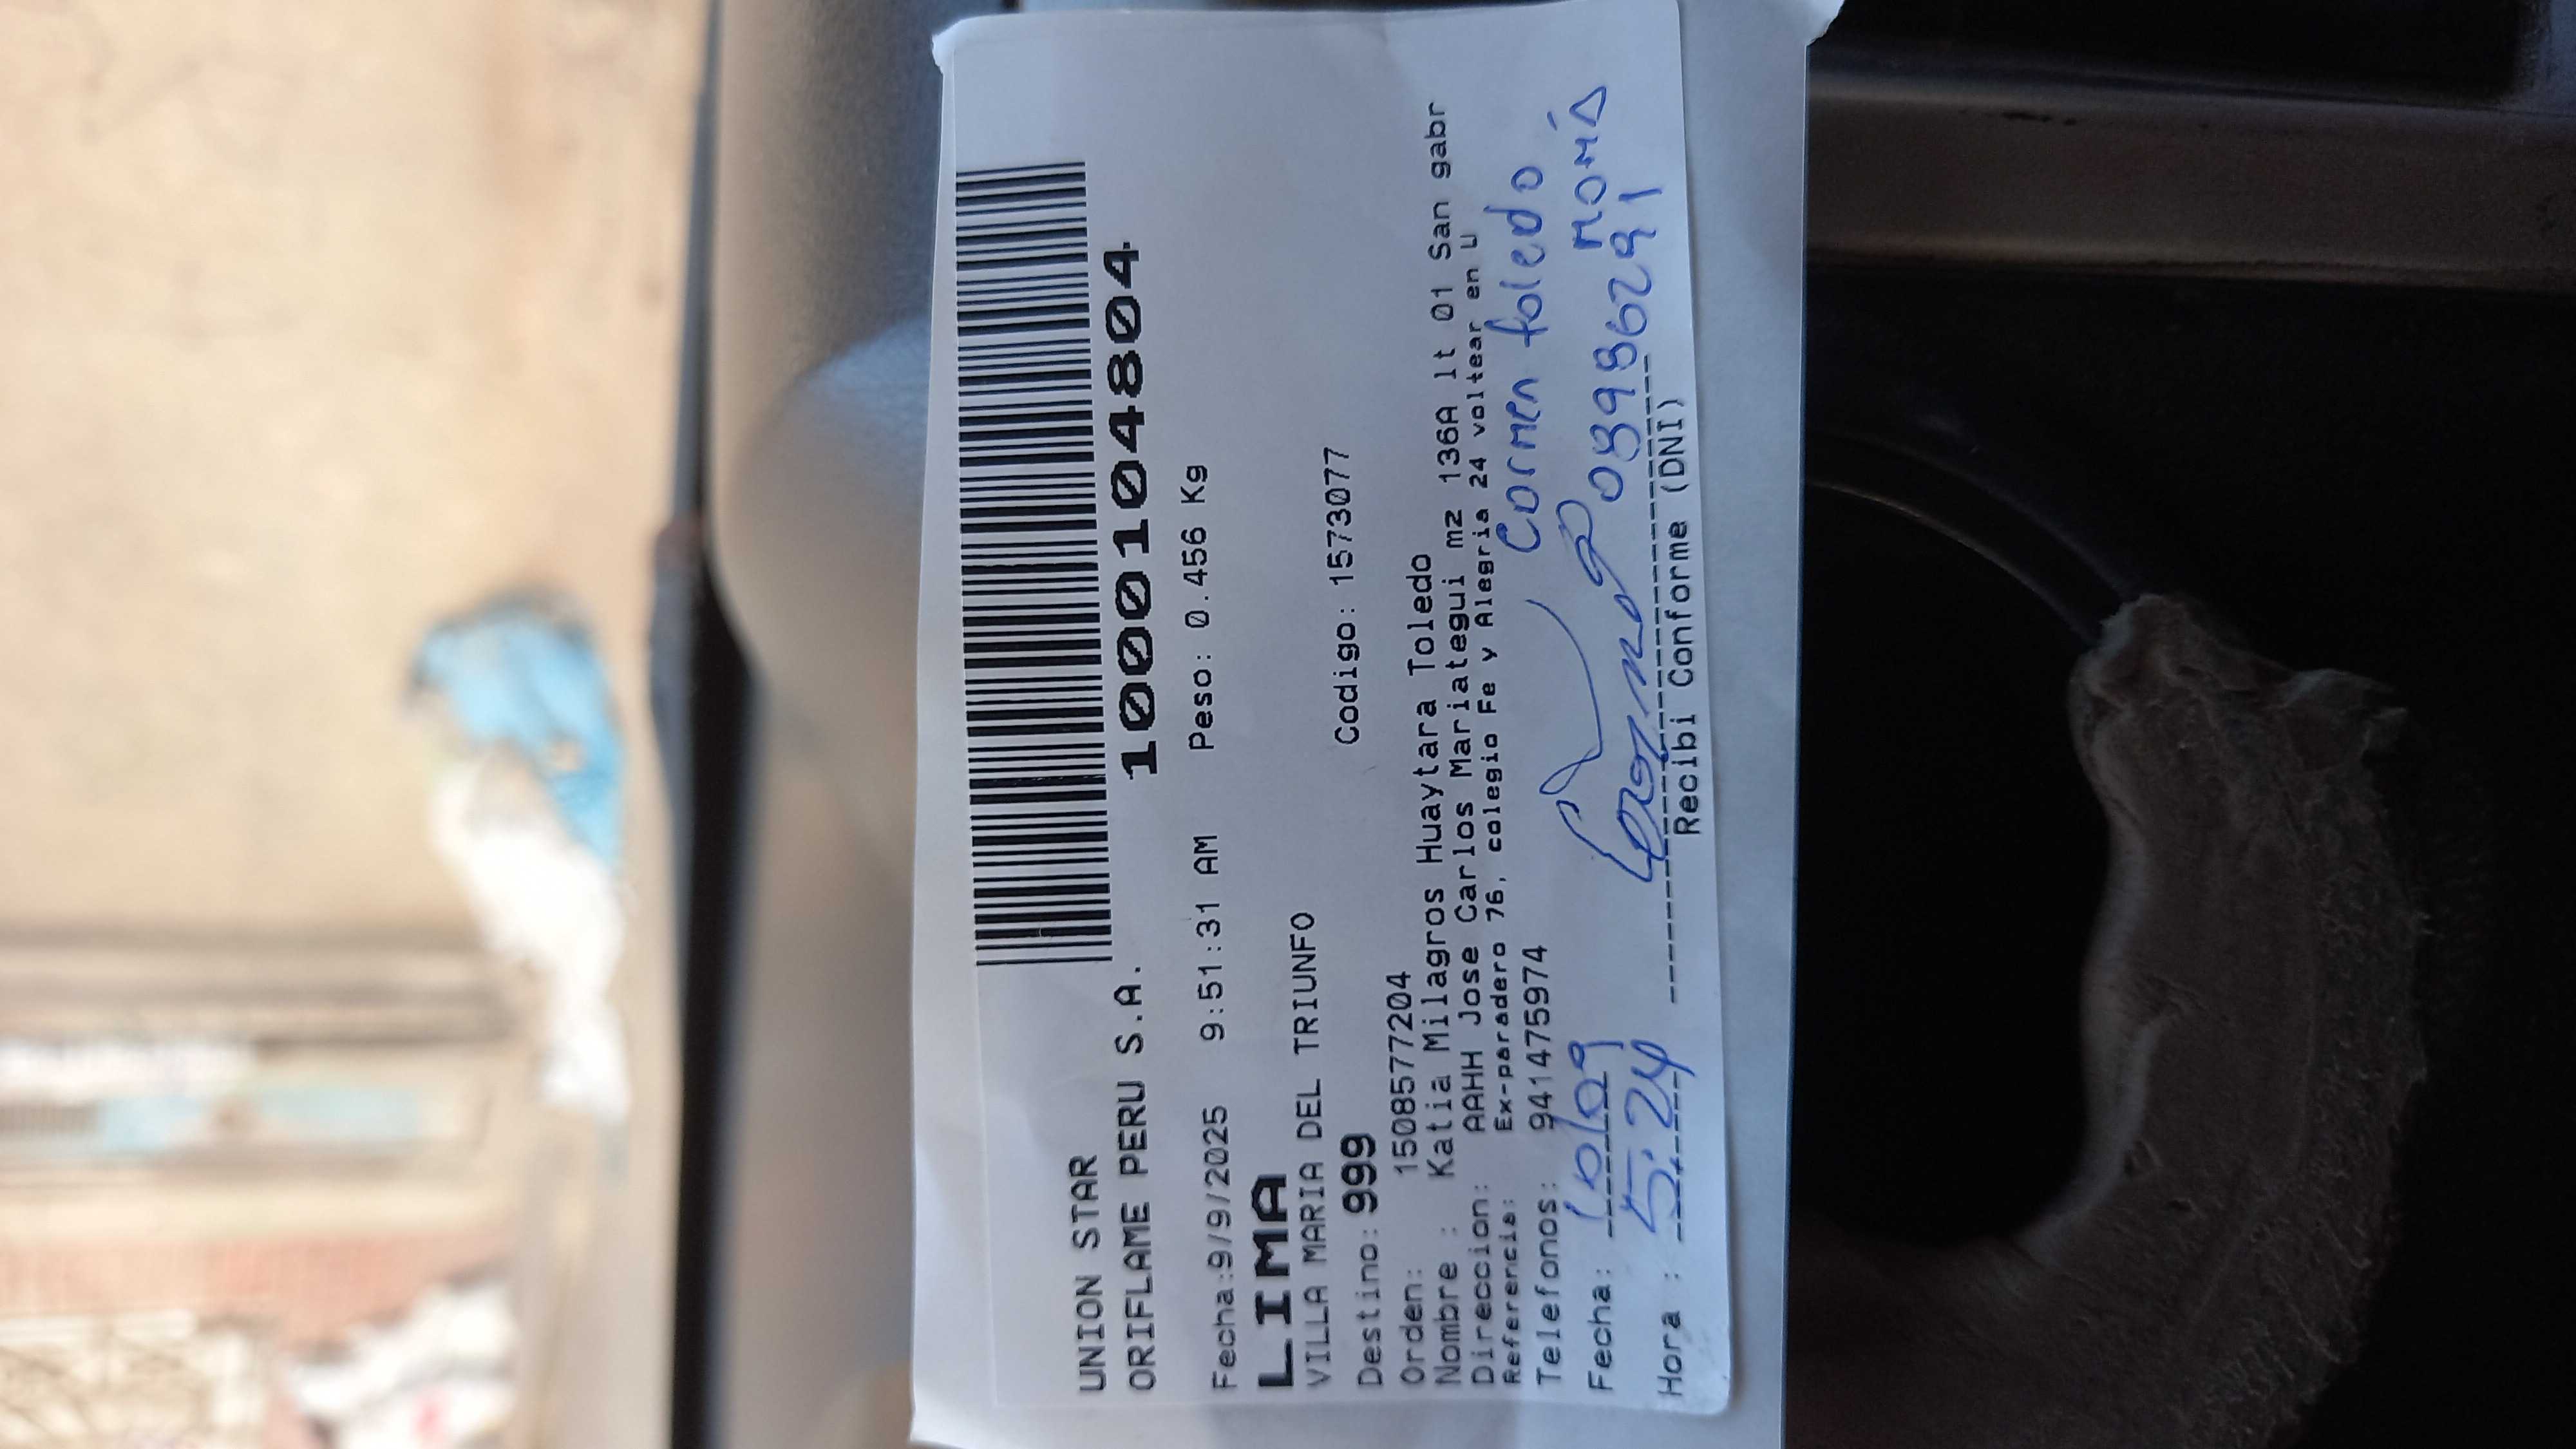 UNION STAR
ORIFLAME PERU S.A.
1000104804
Fecha:9/9/2025 9:51:31 AM Peso: 0.456 Kg
LIMA
VILLA MARIA DEL TRIUNFO
Destino: 999 Codigo: 1573077
Orden: 1508577204
Nombre : Katia Milagros Huaytara Toledo
Direccion: AAHH Jose Carlos Mariategui mz 136A lt 01 San gabr
Referencia: Ex-paradero 76, colegio Fe y Alegria 24 voltear en U
Telefonos: 941475974
Carmen Toledo
MAMÁ
Fecha: 10/09
08986291
Hora : 5:24
Recibi Conforme (DNI)